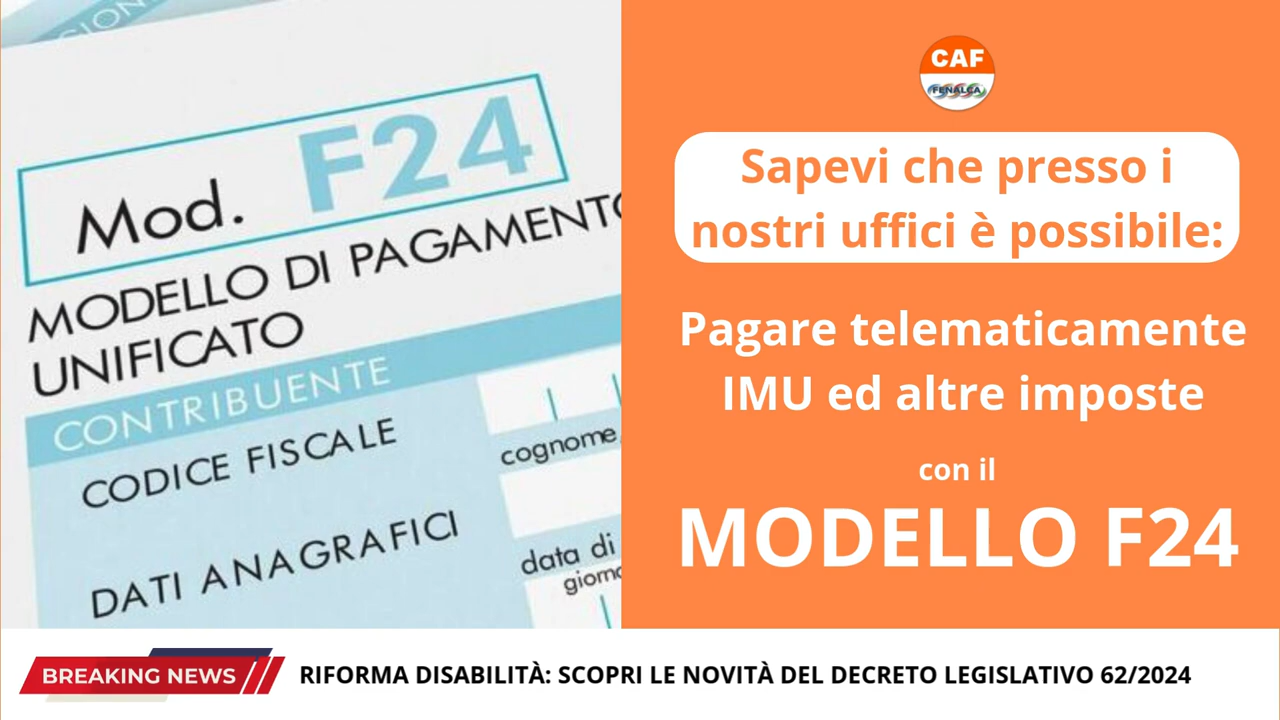 Mod. F24
MODELLO DI PAGAMENTO
UNIFICATO
CONTRIBUENTE
CODICE FISCALE
cognome,
DATI ANAGRAFICI
data di
giorno
CAF
FENALCA
Sapevi che presso i
nostri uffici è possibile:
Pagare telematicamente
IMU ed altre imposte
con il
MODELLO F24
BREAKING NEWS
RIFORMA DISABILITÀ: SCOPRI LE NOVITÀ DEL DECRETO LEGISLATIVO 62/2024